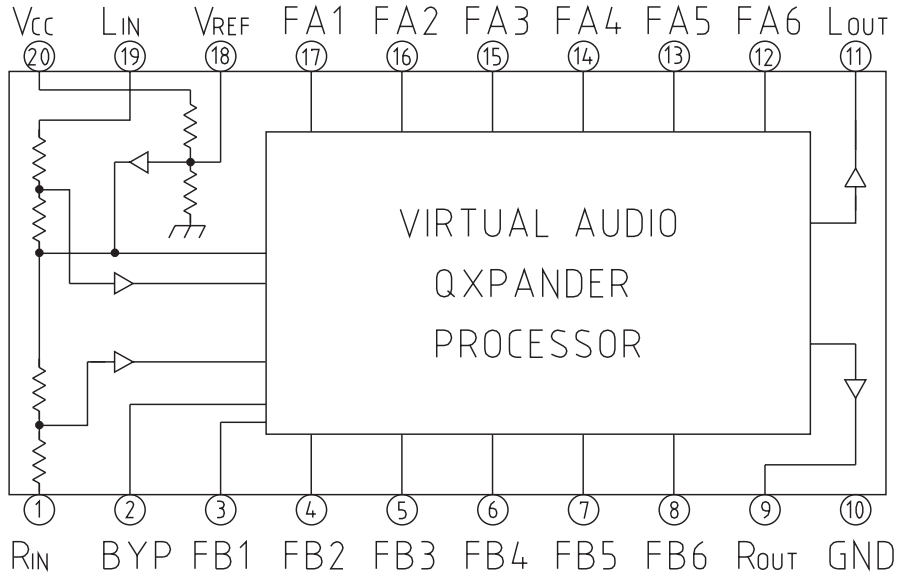 VCC LIN VREF FA1 FA2 FA3 FA4 FA5 FA6 LOUT
20 19 18 17 16 15 14 13 12 11
VIRTUAL AUDIO
QXPANDER
PROCESSOR
1 2 3 4 5 6 7 8 9 10
RIN BYP FB1 FB2 FB3 FB4 FB5 FB6 ROUT GND